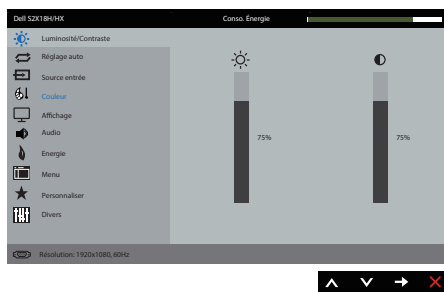 Dell S2X18H/HX
Conso. Énergie
Luminosité/Contraste
Réglage auto
Source entrée
Couleur
Affichage
Audio
Energie
Menu
Personnaliser
Divers
75%
75%
Résolution: 1920x1080, 60Hz